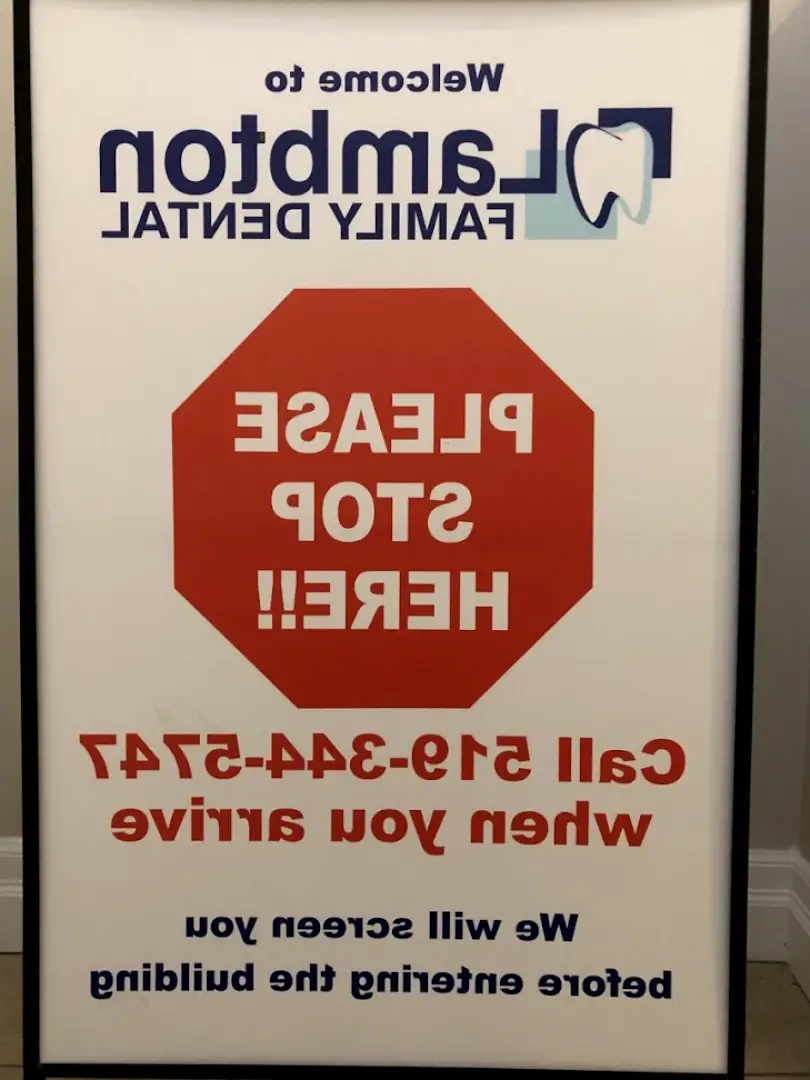 Welcome to
Lambton
FAMILY DENTAL
PLEASE
STOP
HERE!!
Call 519-344-5747
when you arrive
We will screen you
before entering the building